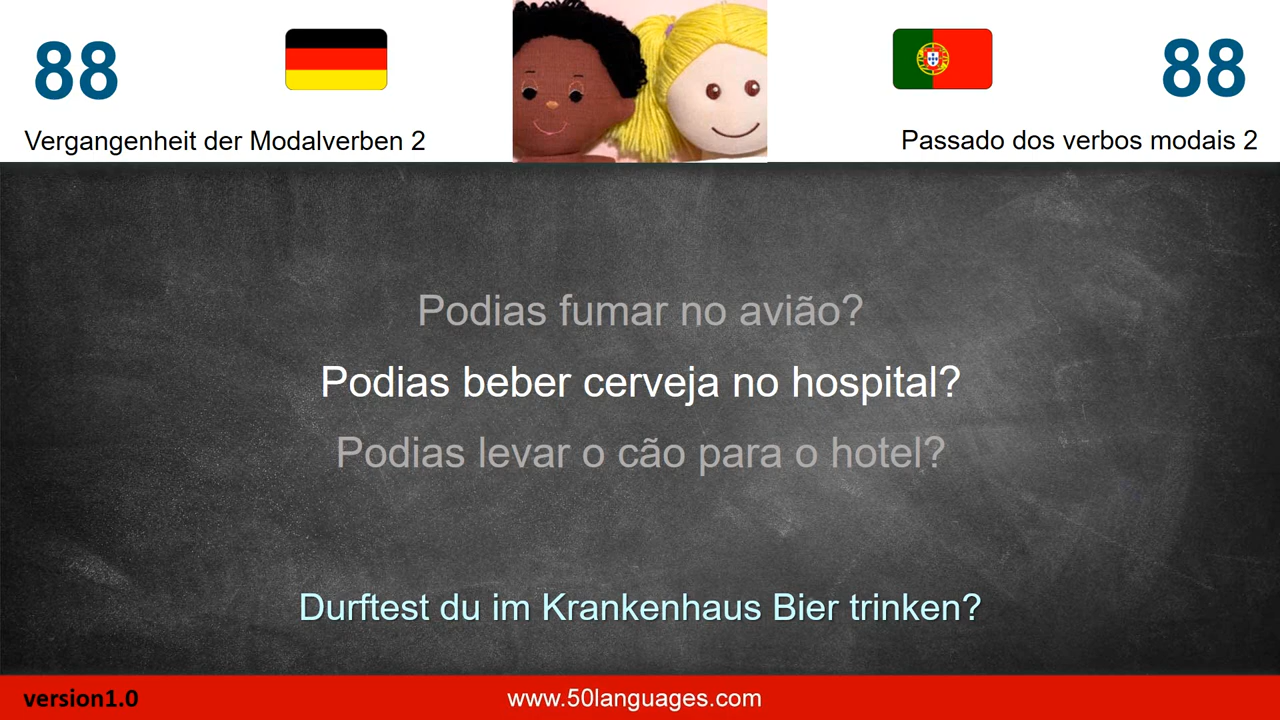 88
88
Vergangenheit der Modalverben 2
Passado dos verbos modais 2
Podias fumar no avião?
Podias beber cerveja no hospital?
Podias levar o cão para o hotel?
Durftest du im Krankenhaus Bier trinken?
version1.0
www.50languages.com